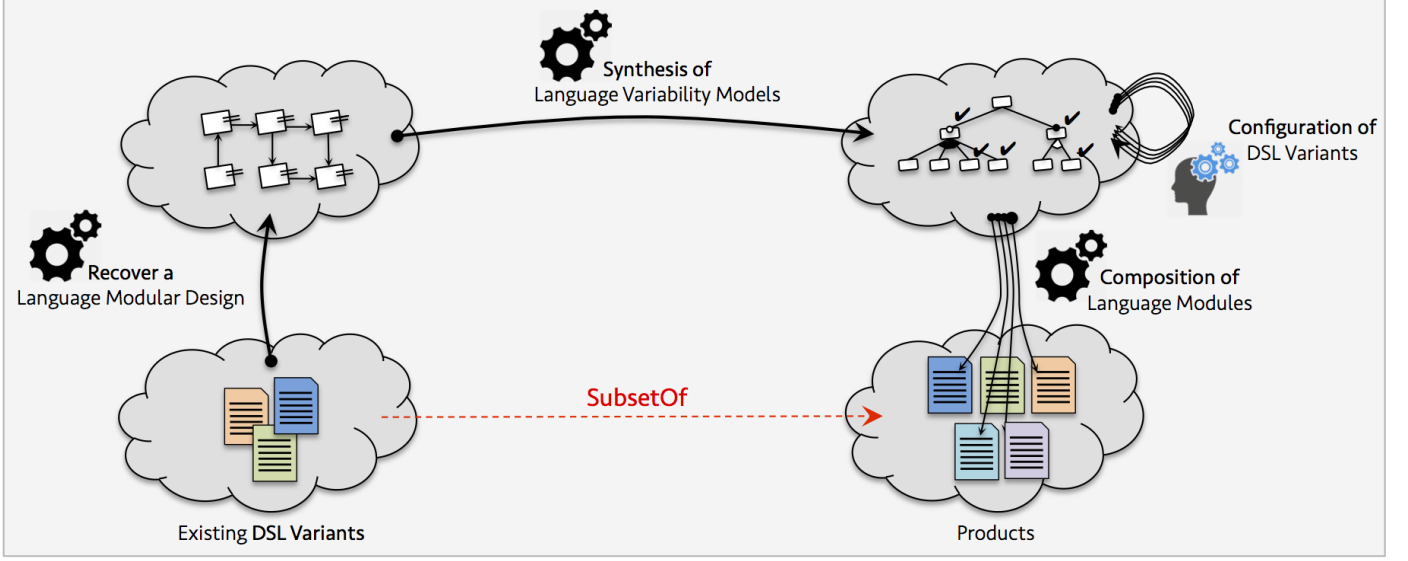 Synthesis of
Language Variability Models
Configuration of
DSL Variants
Recover a
Language Modular Design
Composition of
Language Modules
SubsetOf
Existing DSL Variants
Products